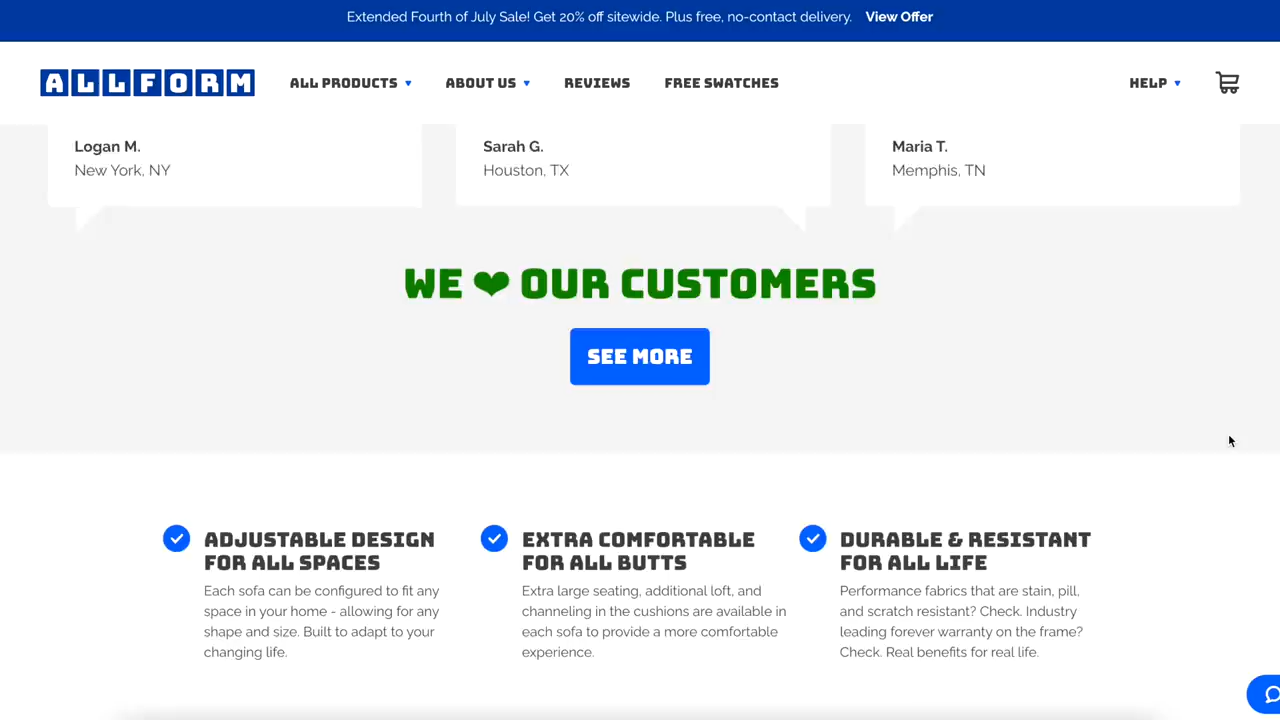 Extended Fourth of July Sale! Get 20% off sitewide. Plus free, no-contact delivery. View Offer
ALLFORM ALL PRODUCTS ABOUT US REVIEWS FREE SWATCHES HELP
Logan M.
New York, NY
Sarah G.
Houston, TX
Maria T.
Memphis, TN
WE ❤ OUR CUSTOMERS
SEE MORE
ADJUSTABLE DESIGN
FOR ALL SPACES
Each sofa can be configured to fit any
space in your home - allowing for any
shape and size. Built to adapt to your
changing life.
EXTRA COMFORTABLE
FOR ALL BUTTS
Extra large seating, additional loft, and
channeling in the cushions are available in
each sofa to provide a more comfortable
experience.
DURABLE & RESISTANT
FOR ALL LIFE
Performance fabrics that are stain, pill,
and scratch resistant? Check. Industry
leading forever warranty on the frame?
Check. Real benefits for real life.